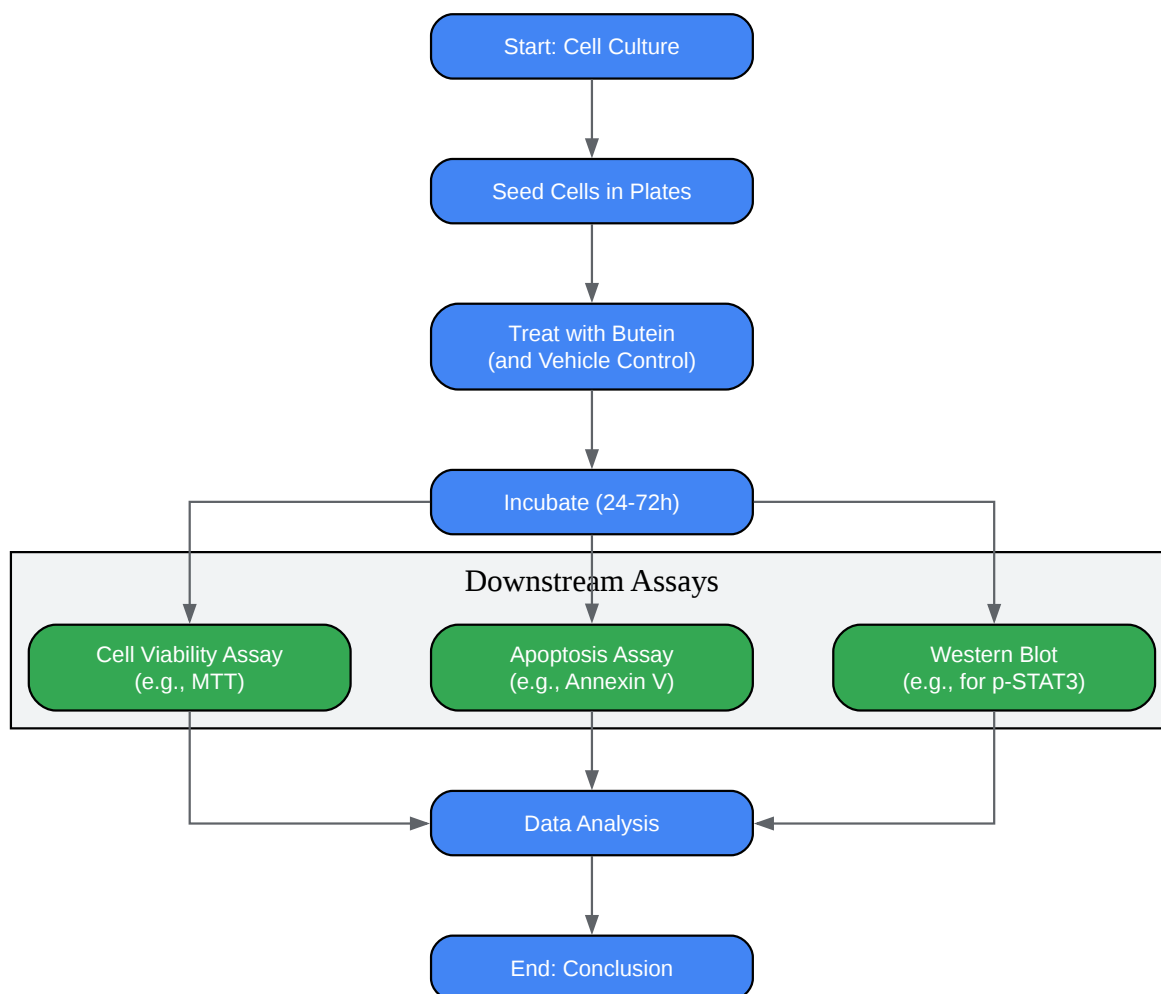 Start: Cell Culture
Seed Cells in Plates
Treat with Butein
(and Vehicle Control)
Incubate (24-72h)
Downstream Assays
Cell Viability Assay
(e.g., MTT)
Apoptosis Assay
(e.g., Annexin V)
Western Blot
(e.g., for p-STAT3)
Data Analysis
End: Conclusion